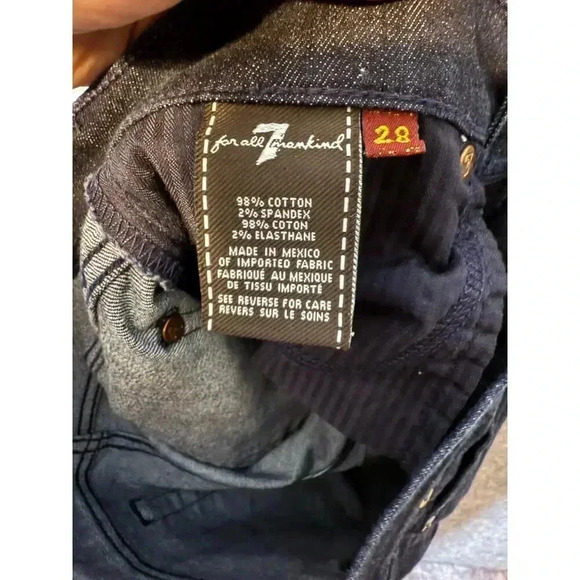 for all 7 mankind
28
98% COTTON
2% SPANDEX
98% COTON
2% ELASTHANE
MADE IN MEXICO
OF IMPORTED FABRIC
FABRIQUÉ AU MEXIQUE
DE TISSU IMPORTÉ
SEE REVERSE FOR CARE
REVERS SUR LE SOINS